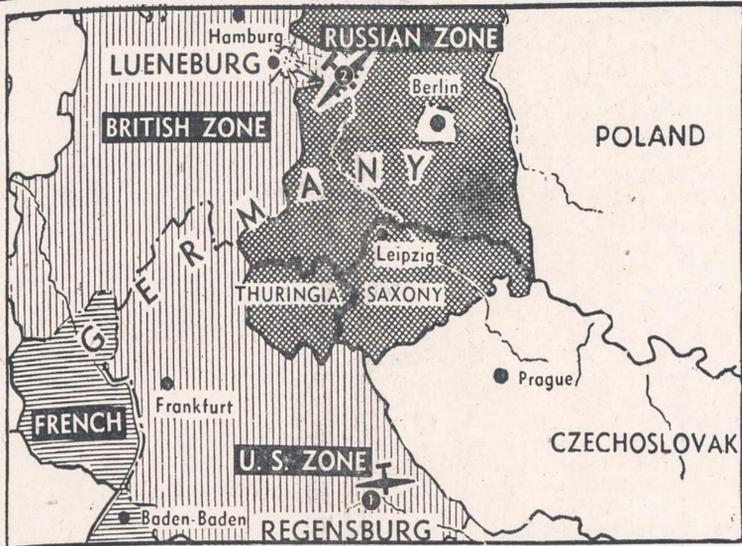 Hamburg
RUSSIAN ZONE
LUENEBURG
2
Berlin
BRITISH ZONE
POLAND
GERMANY
Leipzig
THURINGIA
SAXONY
Prague
Frankfurt
FRENCH
CZECHOSLOVAK
U. S. ZONE
1
Baden-Baden
REGENSBURG